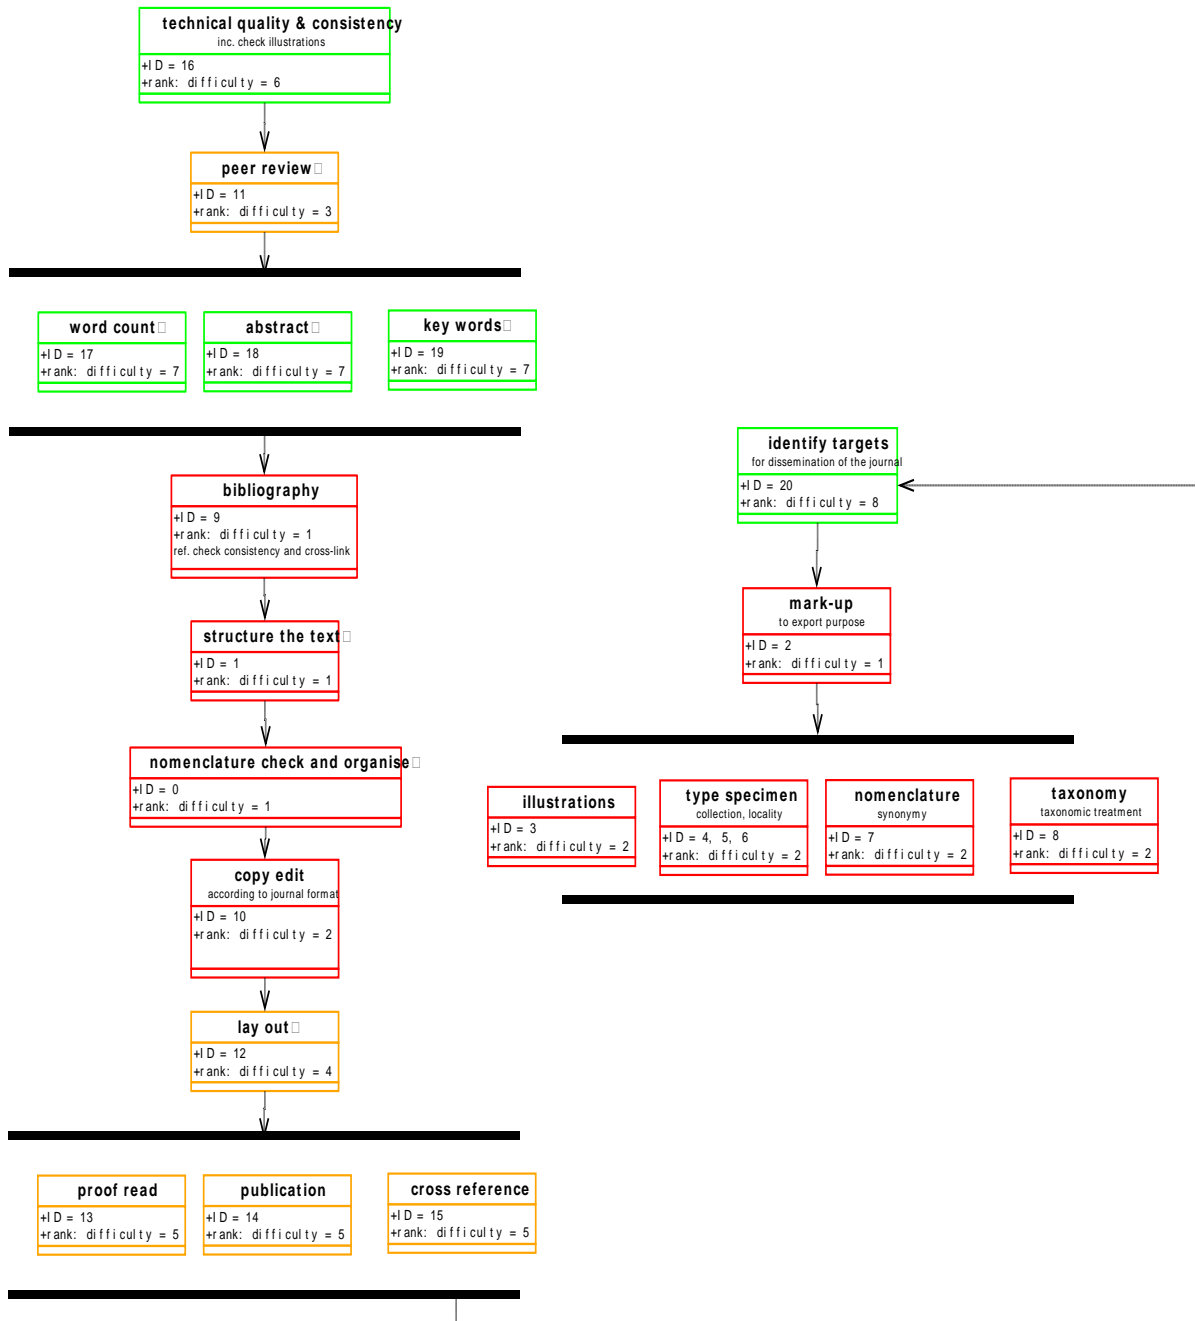 technical quality & consistency
inc. check illustrations
+ID = 16
+rank: difficulty = 6
peer review
+ID = 11
+rank: difficulty = 3
word count
+ID = 17
+rank: difficulty = 7
abstract
+ID = 18
+rank: difficulty = 7
key words
+ID = 19
+rank: difficulty = 7
bibliography
+ID = 9
+rank: difficulty = 1
ref. check consistency and cross-link
structure the text
+ID = 1
+rank: difficulty = 1
nomenclature check and organise
+ID = 0
+rank: difficulty = 1
copy edit
according to journal format
+ID = 10
+rank: difficulty = 2
lay out
+ID = 12
+rank: difficulty = 4
proof read
+ID = 13
+rank: difficulty = 5
publication
+ID = 14
+rank: difficulty = 5
cross reference
+ID = 15
+rank: difficulty = 5
identify targets
for dissemination of the journal
+ID = 20
+rank: difficulty = 8
mark-up
to export purpose
+ID = 2
+rank: difficulty = 1
illustrations
+ID = 3
+rank: difficulty = 2
type specimen
collection, locality
+ID = 4, 5, 6
+rank: difficulty = 2
nomenclature
synonymy
+ID = 7
+rank: difficulty = 2
taxonomy
taxonomic treatment
+ID = 8
+rank: difficulty = 2